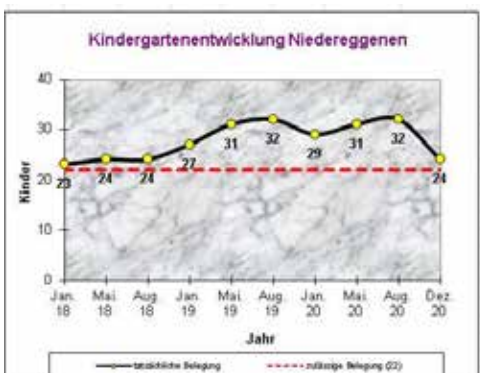 Kindergartenentwicklung Niedereggenen
40
30
20
10
0
Kinder
23 24 24 27 31 32 29 31 32 24
Jan. Mai. Aug. Jan. Mai. Aug. Jan. Mai. Aug. Dez.
18 18 18 19 19 19 20 20 20 20
Jahr
tatsächliche Belegung zulässige Belegung (22)